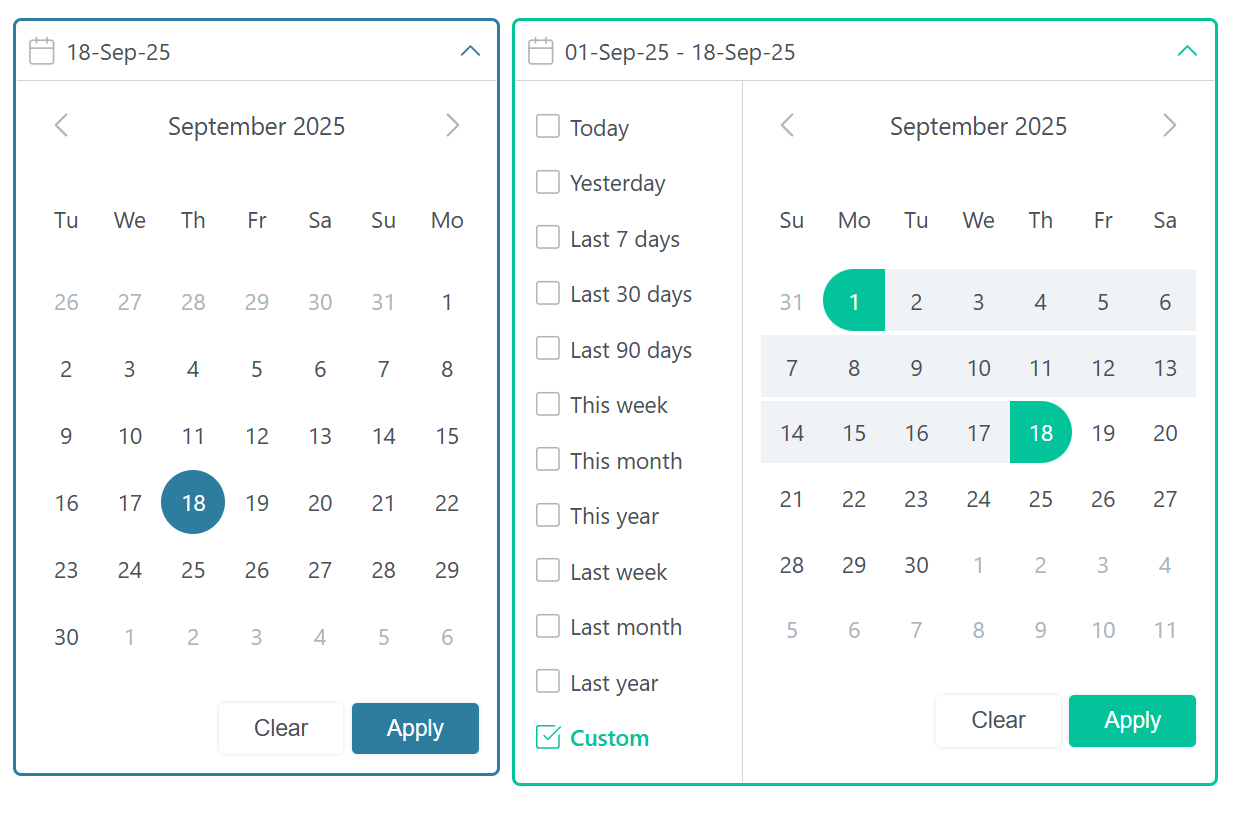 18-Sep-25
September 2025
Tu We Th Fr Sa Su Mo
26 27 28 29 30 31 1
2 3 4 5 6 7 8
9 10 11 12 13 14 15
16 17 18 19 20 21 22
23 24 25 26 27 28 29
30 1 2 3 4 5 6
Clear Apply
01-Sep-25 - 18-Sep-25
Today
Yesterday
Last 7 days
Last 30 days
Last 90 days
This week
This month
This year
Last week
Last month
Last year
Custom
September 2025
Su Mo Tu We Th Fr Sa
31 1 2 3 4 5 6
7 8 9 10 11 12 13
14 15 16 17 18 19 20
21 22 23 24 25 26 27
28 29 30 1 2 3 4
5 6 7 8 9 10 11
Clear Apply